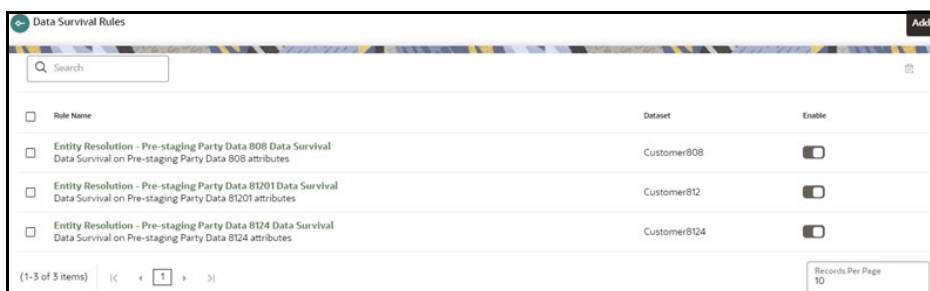 Data Survival Rules
Add
Search
Rule Name Dataset Enable
Entity Resolution - Pre-staging Party Data 808 Data Survival
Data Survival on Pre-staging Party Data 808 attributes
Customer808
Entity Resolution - Pre-staging Party Data 81201 Data Survival
Data Survival on Pre-staging Party Data 81201 attributes
Customer812
Entity Resolution - Pre-staging Party Data 8124 Data Survival
Data Survival on Pre-staging Party Data 8124 attributes
Customer8124
(1-3 of 3 items) 1
Records Per Page
10